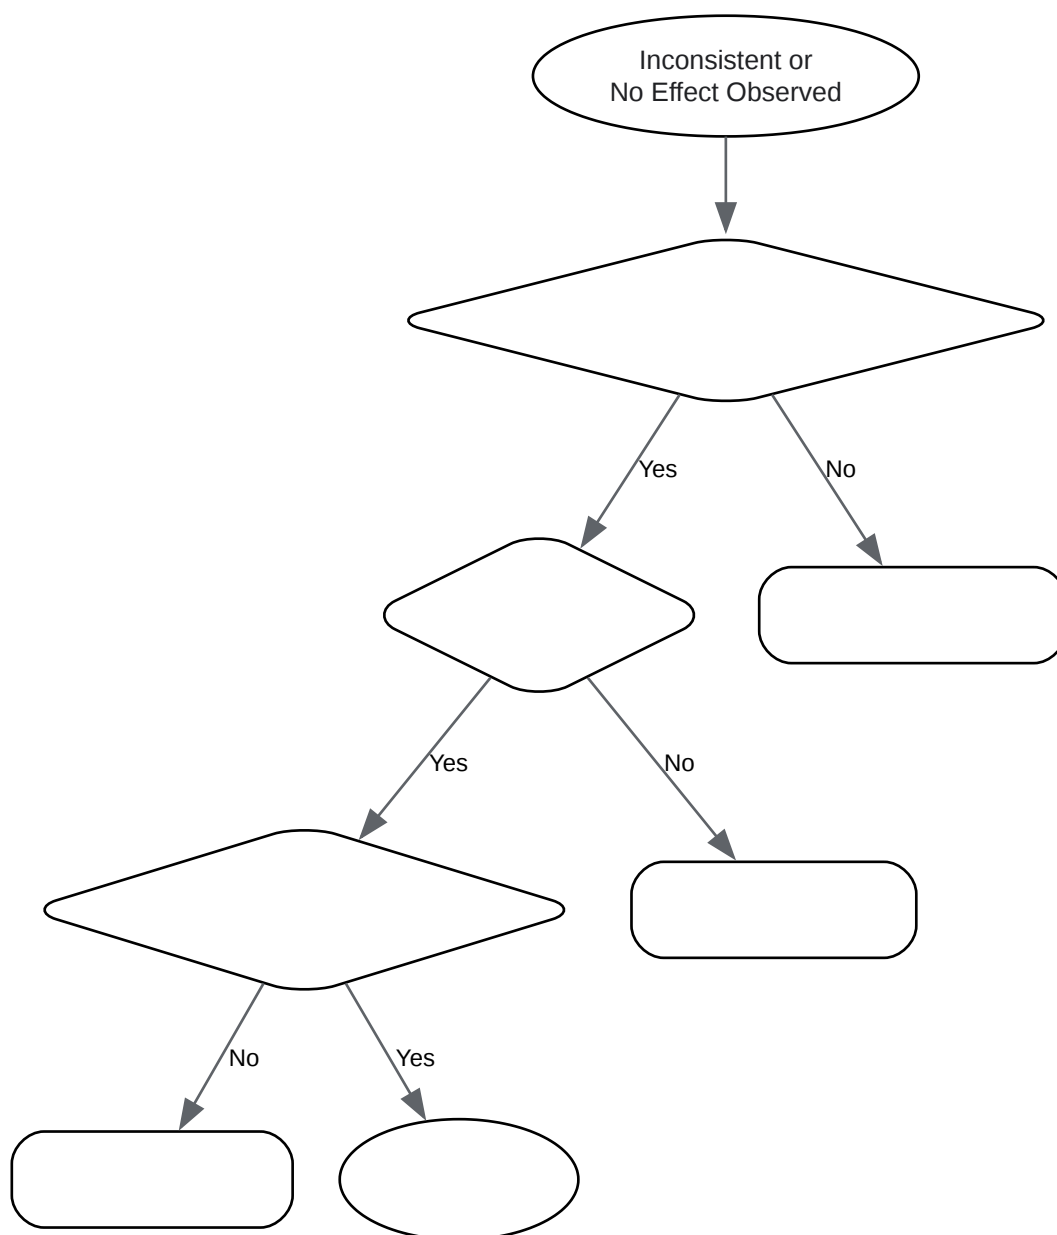 Inconsistent or
No Effect Observed
Yes
No
Yes
No
No
Yes